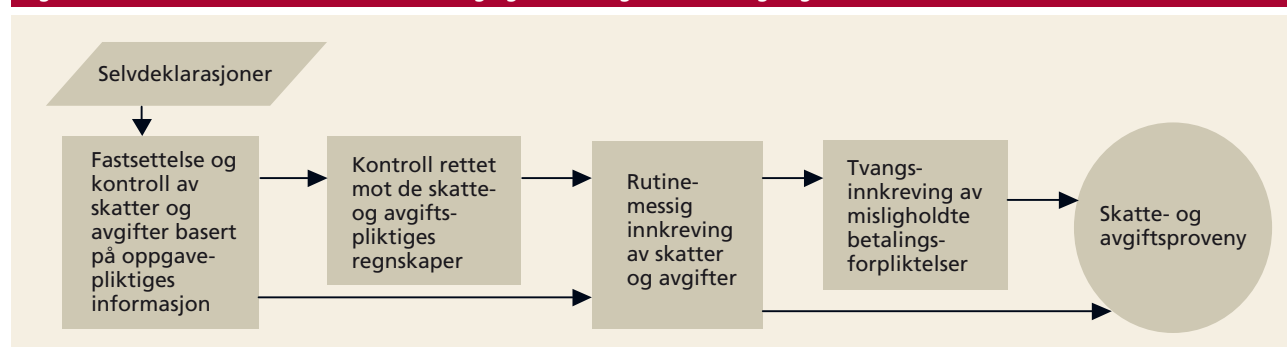 Selvdeklarasjoner
Fastsettelse og
kontroll av
skatter og
avgifter basert
på oppgave-
pliktiges
informasjon
Kontroll rettet
mot de skatte-
og avgifts-
pliktiges
regnskaper
Rutine-
messig
innkreving
av skatter
og avgifter
Tvangs-
innkreving av
misligholdte
betalings-
forpliktelser
Skatte- og
avgiftsproveny